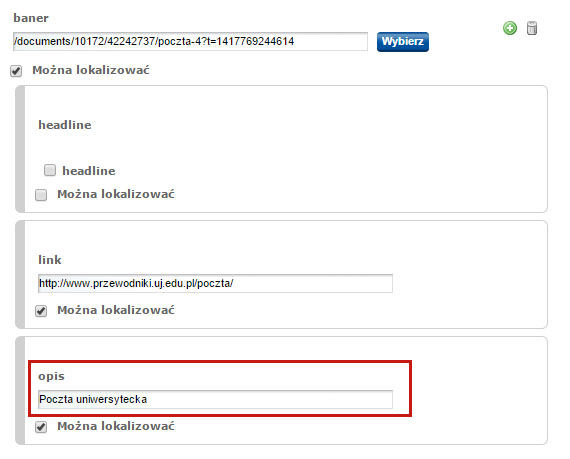 baner
/documents/10172/42242737/poczta-4?t=1417769244614 Wybierz
Można lokalizować
headline
headline
Można lokalizować
link
http://www.przewodniki.uj.edu.pl/poczta/
Można lokalizować
opis
Poczta uniwersytecka
Można lokalizować